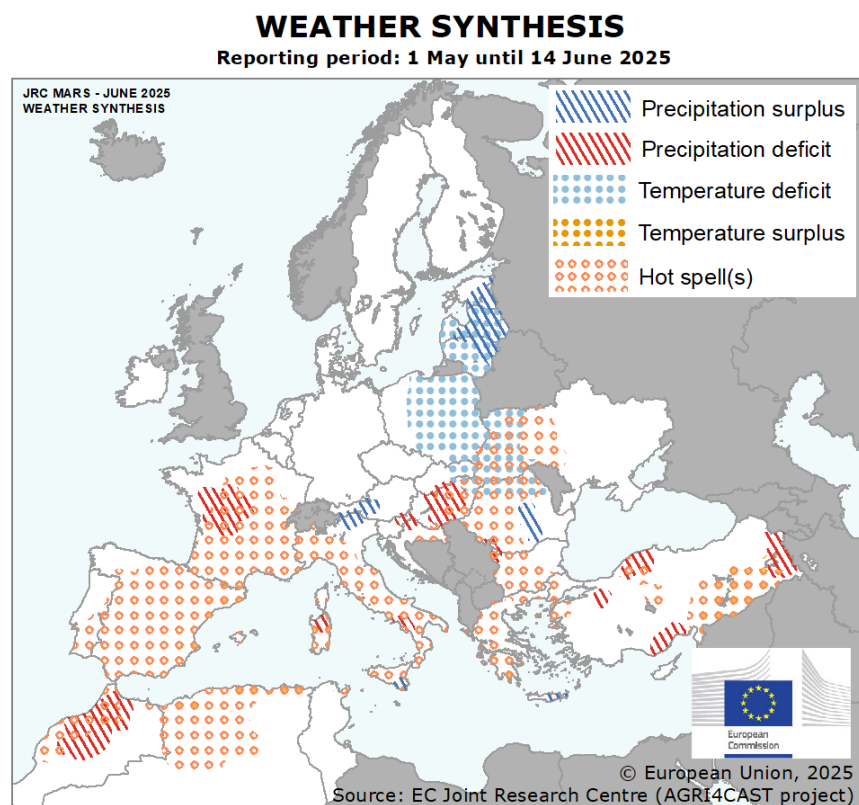 WEATHER SYNTHESIS
Reporting period: 1 May until 14 June 2025
JRC MARS - JUNE 2025
WEATHER SYNTHESIS
Precipitation surplus
Precipitation deficit
Temperature deficit
Temperature surplus
Hot spell(s)
European
Commission
© European Union, 2025
Source: EC Joint Research Centre (AGRI4CAST project)